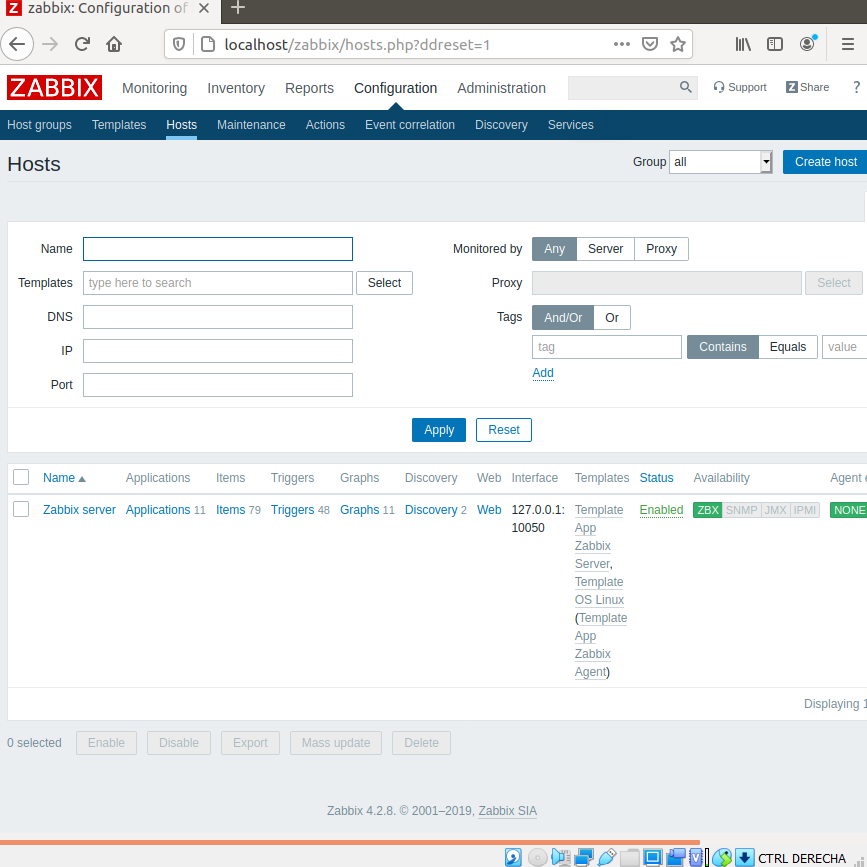 Z zabbix: Configuration of
localhost/zabbix/hosts.php?ddreset=1
ZABBIX Monitoring Inventory Reports Configuration Administration Z Support Share ?
Host groups Templates Hosts Maintenance Actions Event correlation Discovery Services
Hosts Group all Create host
Name Monitored by Any Server Proxy
Templates type here to search Select Proxy Select
DNS Tags And/Or Or
IP tag Contains Equals value
Add
Port
Apply Reset
Name Applications Items Triggers Graphs Discovery Web Interface Templates Status Availability Agent
Zabbix server Applications 11 Items 79 Triggers 48 Graphs 11 Discovery 2 Web 127.0.0.1: Template Enabled ZBX SNMP JMX IPMI NONE
10050 App
Zabbix
Server,
Template
OS Linux
(Template
App
Zabbix
Agent)
Displaying 1
0 selected Enable Disable Export Mass update Delete
Zabbix 4.2.8. © 2001–2019, Zabbix SIA
V CTRL DERECHA